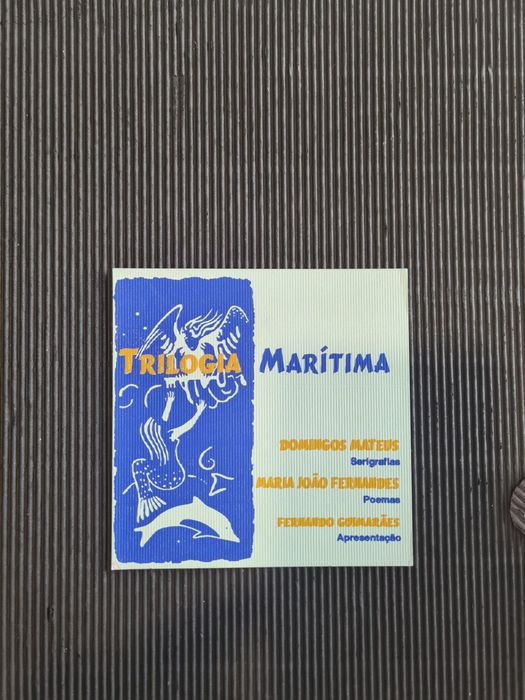 TRILOGIA MARÍTIMA
DOMINGOS MATEUS
Serigrafias
MARIA JOÃO FERNANDES
Poemas
FERNANDO GUIMARÃES
Apresentação